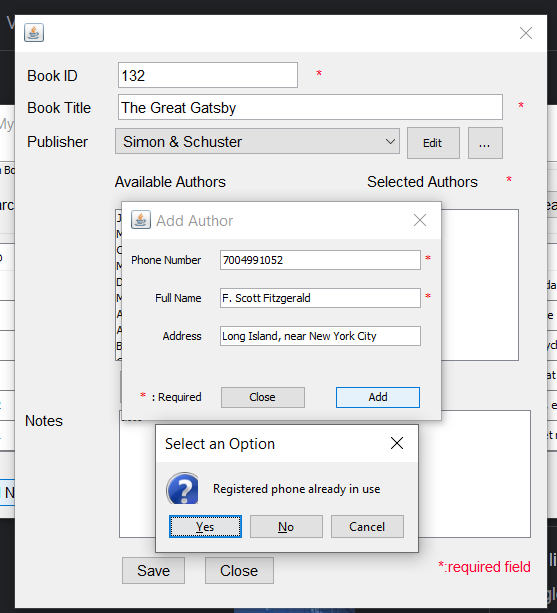 Book ID
132
*
Book Title
The Great Gatsby
*
Publisher
Simon & Schuster
Edit
...
Available Authors
Selected Authors *
Add Author
Phone Number
7004991052
*
Full Name
F. Scott Fitzgerald
*
Address
Long Island, near New York City
* : Required
Close
Add
Notes
Select an Option
Registered phone already in use
Yes
No
Cancel
Save
Close
*:required field